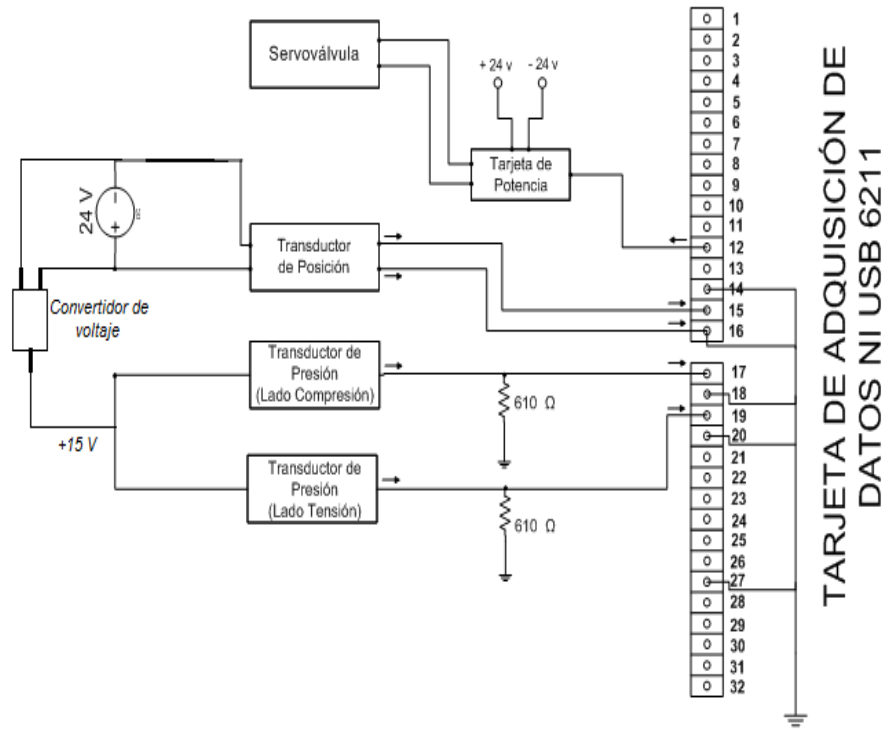 Servoválvula
+ 24 v
- 24 v
Tarjeta de
Potencia
24 V
Transductor
de Posición
Convertidor de
voltaje
Transductor de
Presión
(Lado Compresión)
610 Ω
+15 V
Transductor de
Presión
(Lado Tensión)
610 Ω
1
2
3
4
5
6
7
8
9
10
11
12
13
14
15
16
17
18
19
20
21
22
23
24
25
26
27
28
29
30
31
32
TARJETA DE ADQUISICIÓN DE
DATOS NI USB 6211